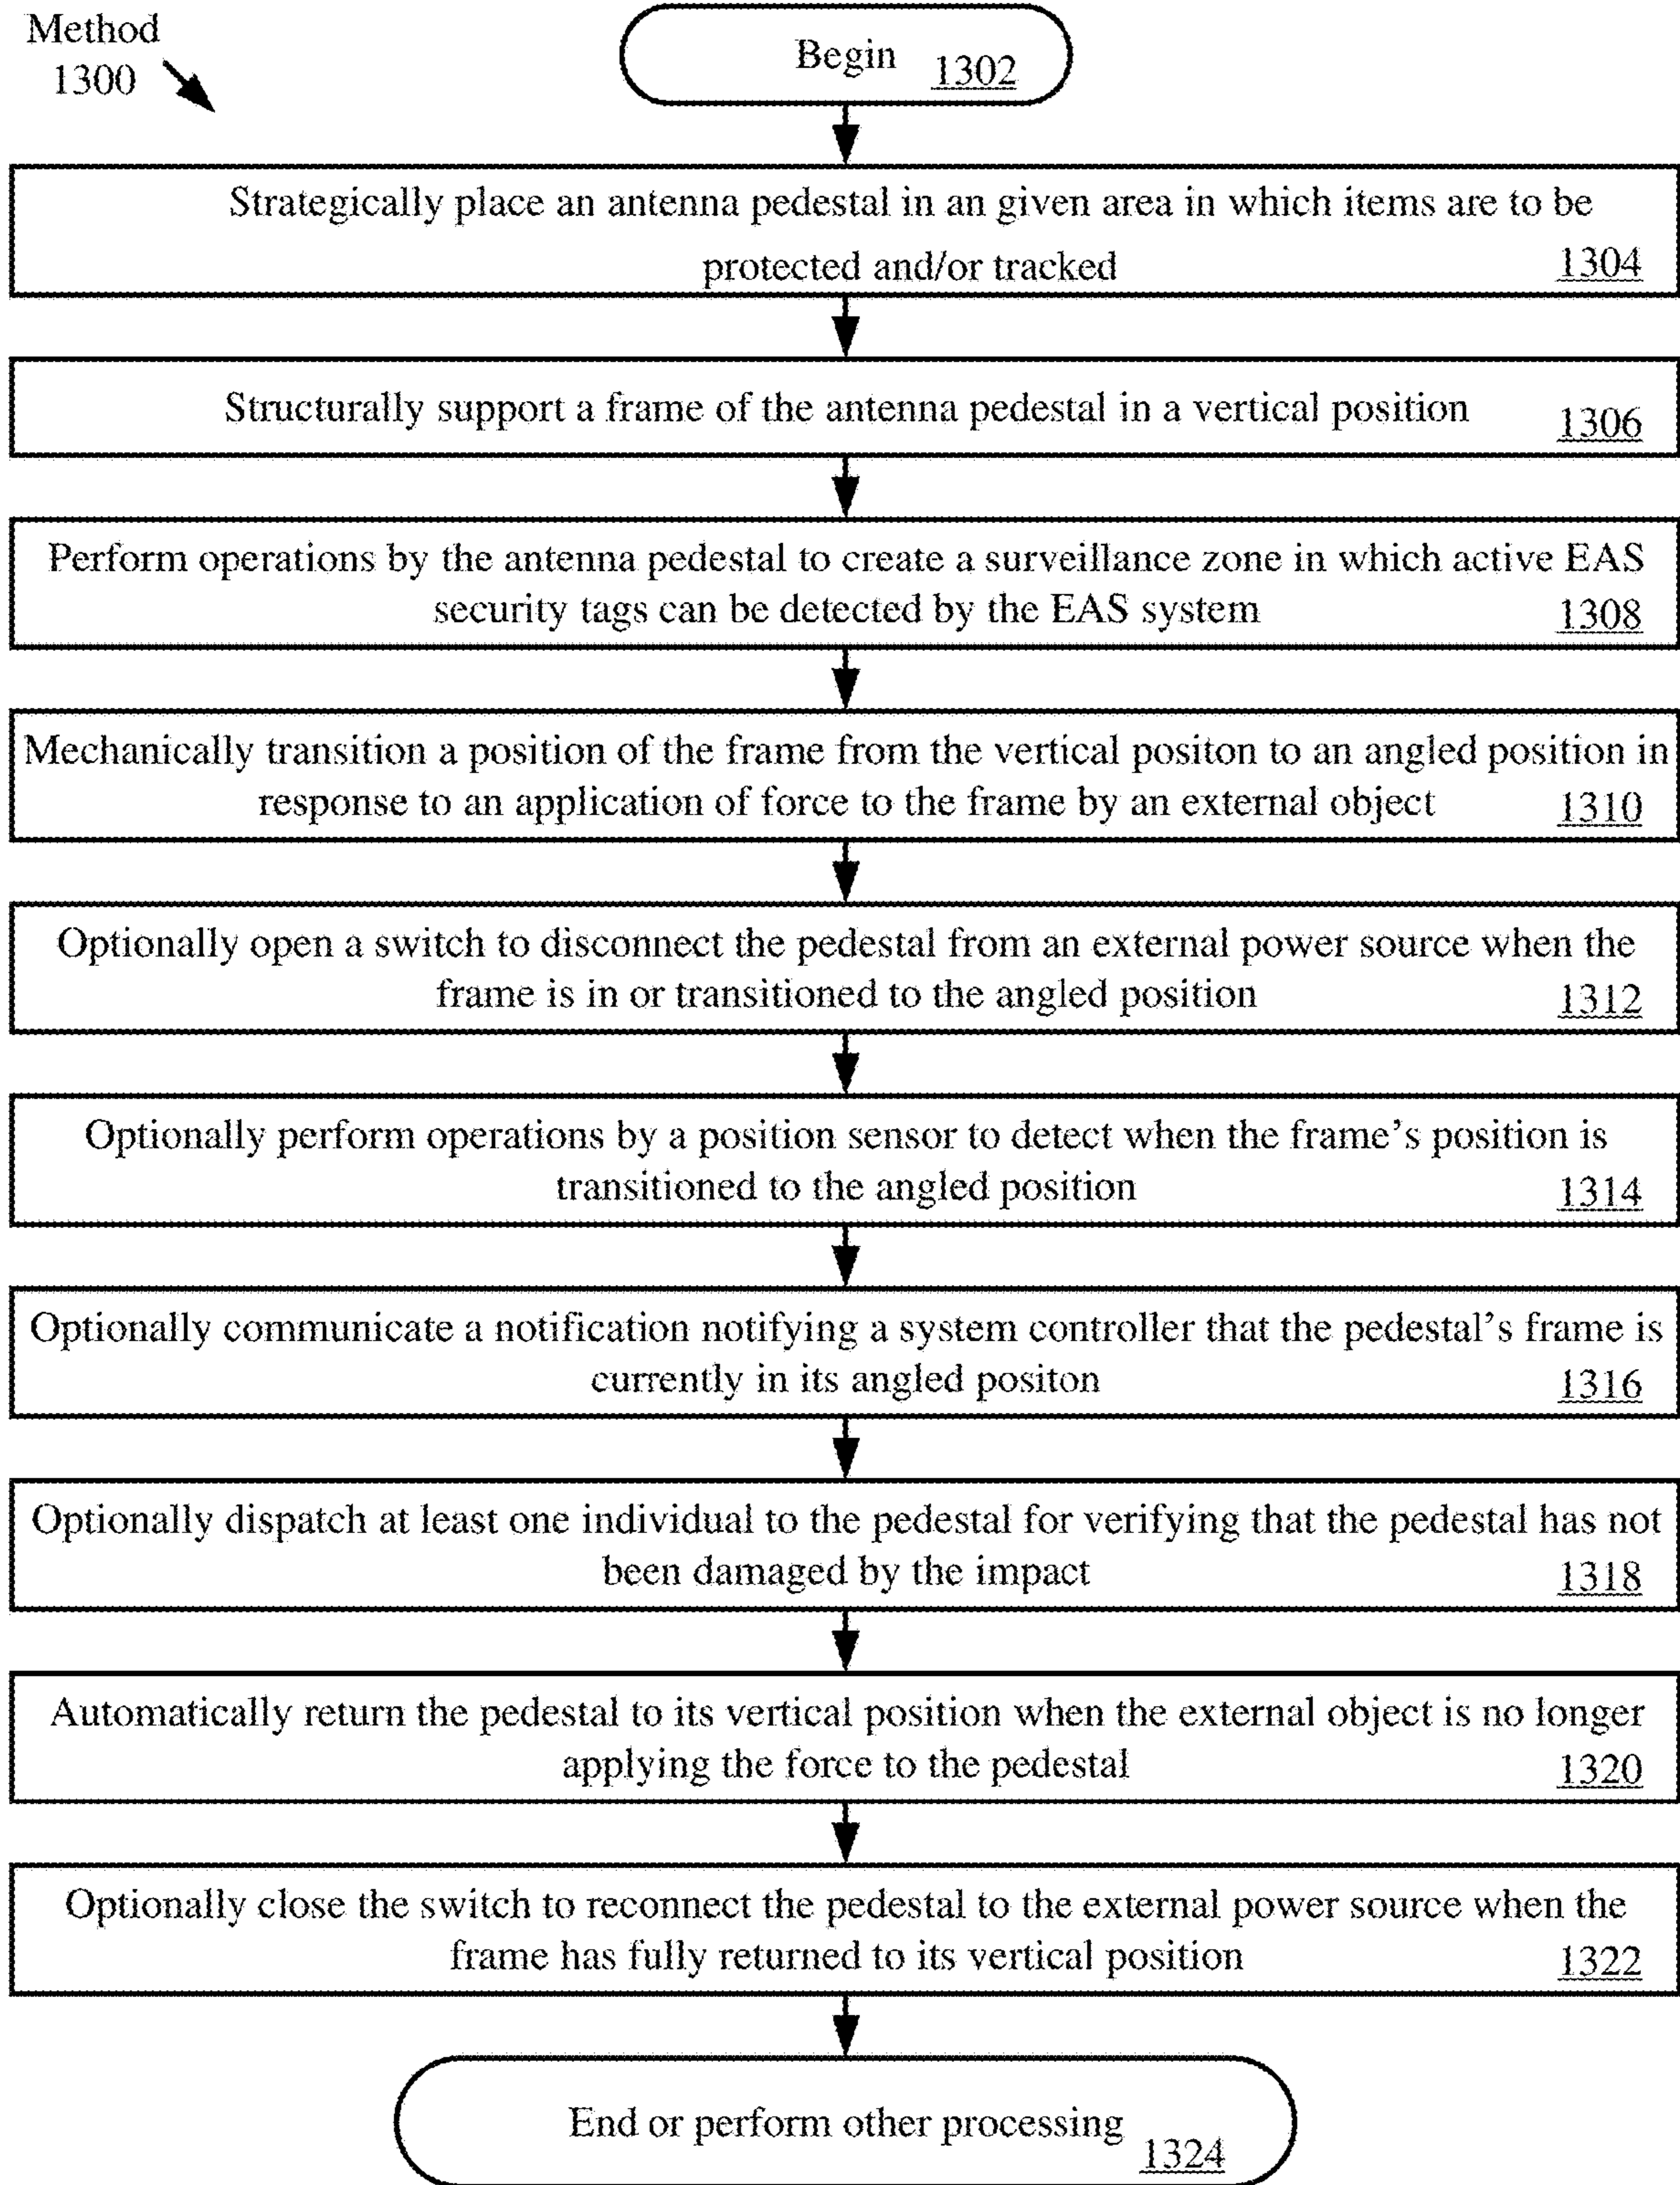 Method
1300
Begin 1302
Strategically place an antenna pedestal in an given area in which items are to be
protected and/or tracked 1304
Structurally support a frame of the antenna pedestal in a vertical position 1306
Perform operations by the antenna pedestal to create a surveillance zone in which active EAS
security tags can be detected by the EAS system 1308
Mechanically transition a position of the frame from the vertical positon to an angled position in
response to an application of force to the frame by an external object 1310
Optionally open a switch to disconnect the pedestal from an external power source when the
frame is in or transitioned to the angled position 1312
Optionally perform operations by a position sensor to detect when the frame's position is
transitioned to the angled position 1314
Optionally communicate a notification notifying a system controller that the pedestal's frame is
currently in its angled positon 1316
Optionally dispatch at least one individual to the pedestal for verifying that the pedestal has not
been damaged by the impact 1318
Automatically return the pedestal to its vertical position when the external object is no longer
applying the force to the pedestal 1320
Optionally close the switch to reconnect the pedestal to the external power source when the
frame has fully returned to its vertical position 1322
End or perform other processing 1324